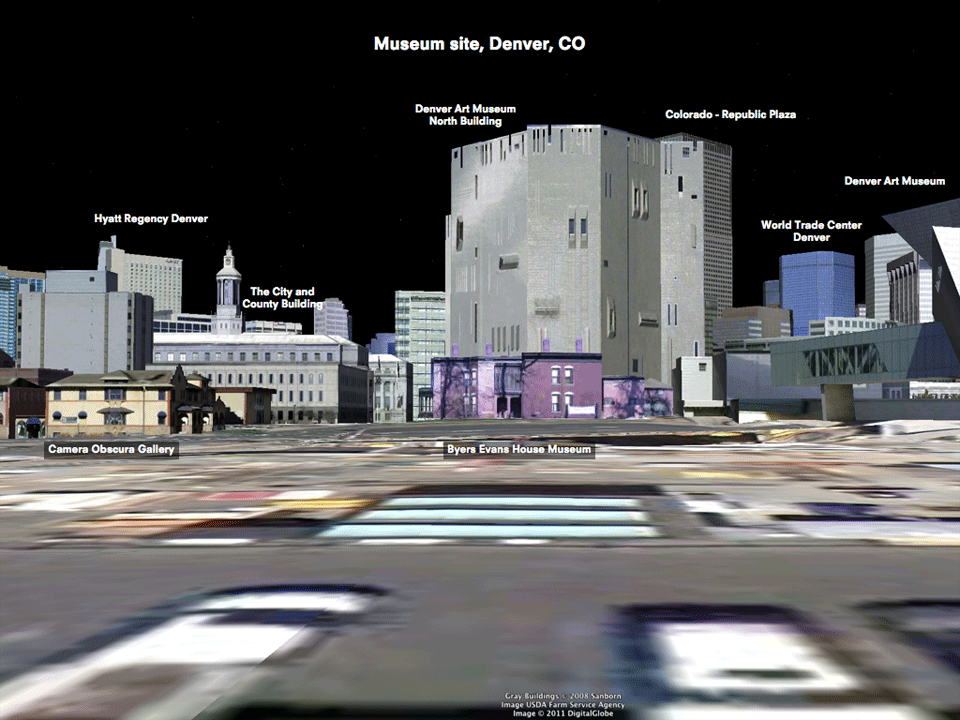 Museum site, Denver, CO
Denver Art Museum
North Building
Colorado - Republic Plaza
Denver Art Museum
Hyatt Regency Denver
World Trade Center
Denver
The City and
County Building
Camera Obscura Gallery
Byers Evans House Museum
Gray Buildings © 2008 Sanborn
Image USDA Farm Service Agency
Image © 2011 DigitalGlobe